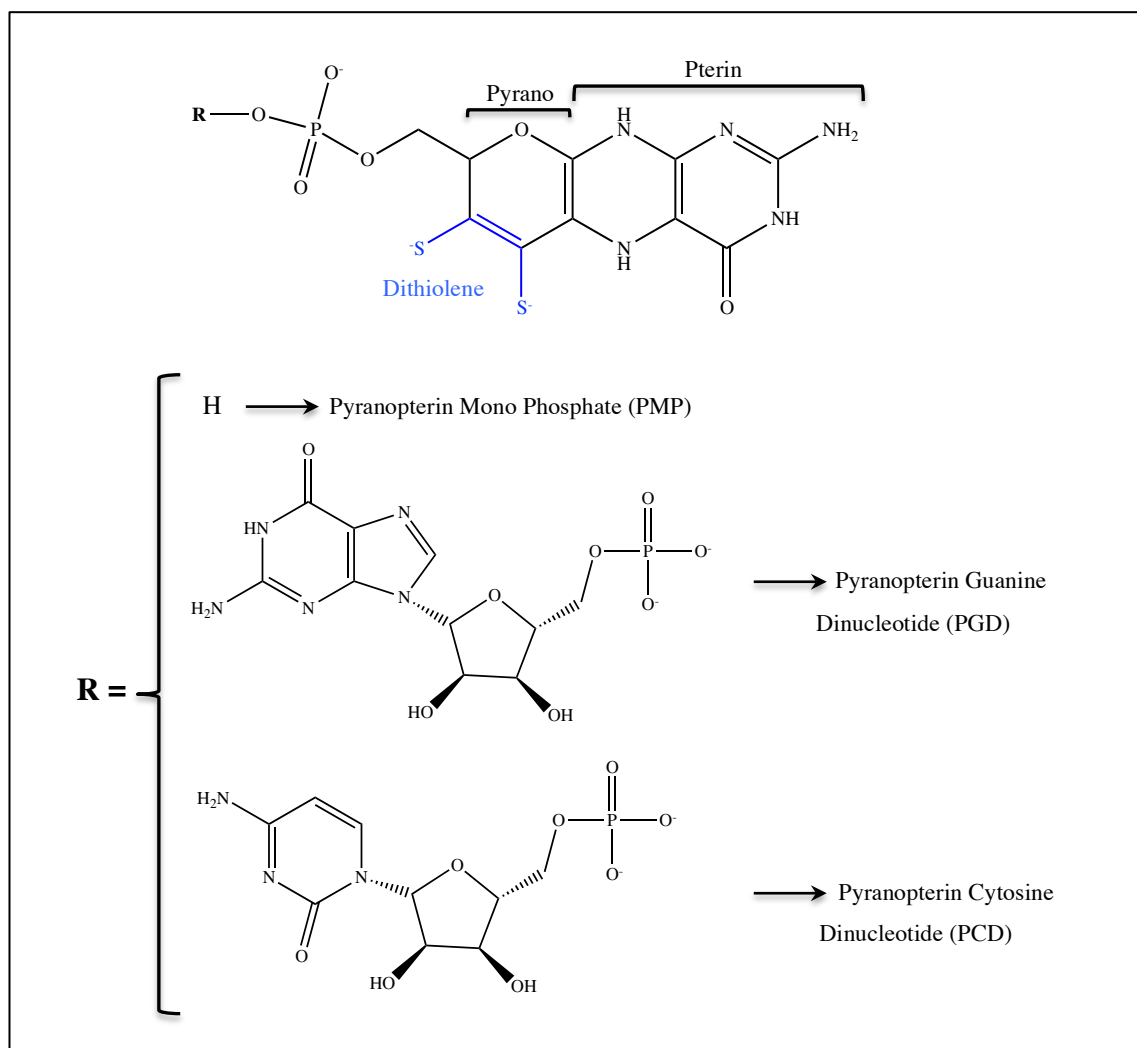 Pterin
Pyrano
O-
H
R O P O N N NH2
O
O
NH
-S
N
H
Dithiolene
S-
O
H Pyranopterin Mono Phosphate (PMP)
O
O
HN N
O P O-
Pyranopterin Guanine
H2N N N O O-
Dinucleotide (PGD)
R =
HO OH
O
H2N
O P O-
N N O O-
Pyranopterin Cytosine
Dinucleotide (PCD)
O
HO OH